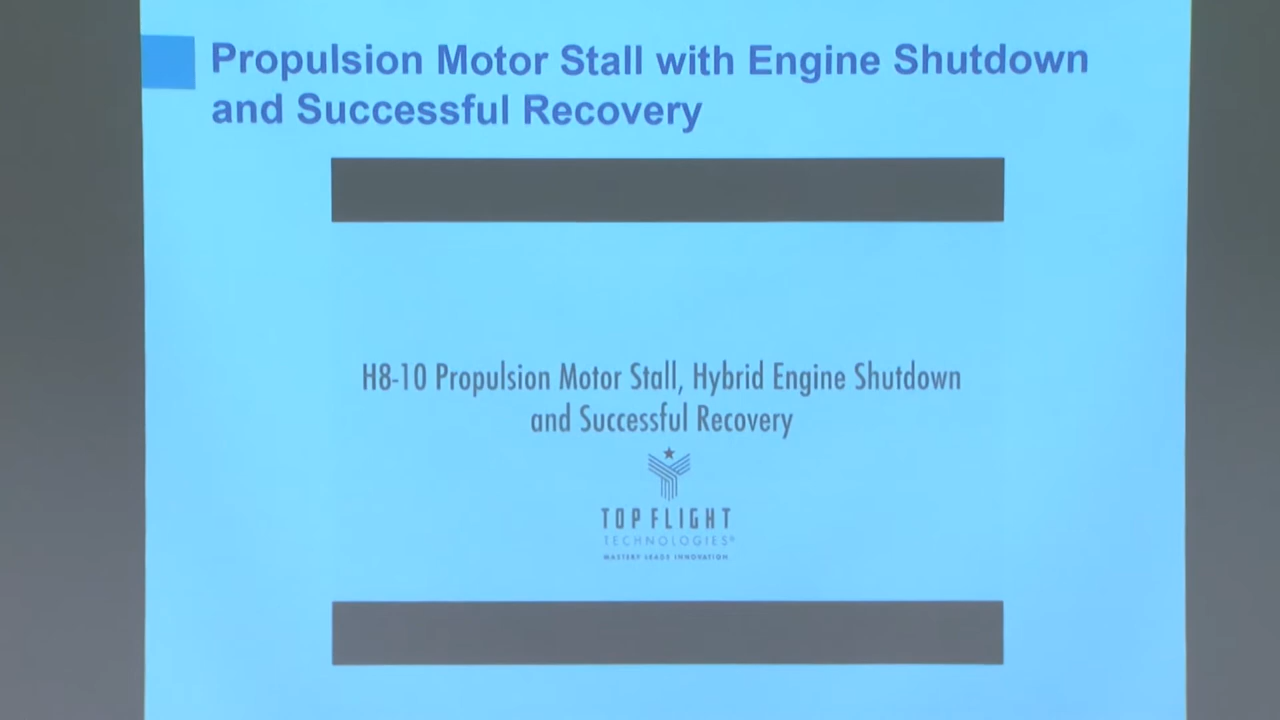 Propulsion Motor Stall with Engine Shutdown
and Successful Recovery
H8-10 Propulsion Motor Stall, Hybrid Engine Shutdown
and Successful Recovery
TOP FLIGHT
TECHNOLOGIES®
MASTERY LEADS INNOVATION